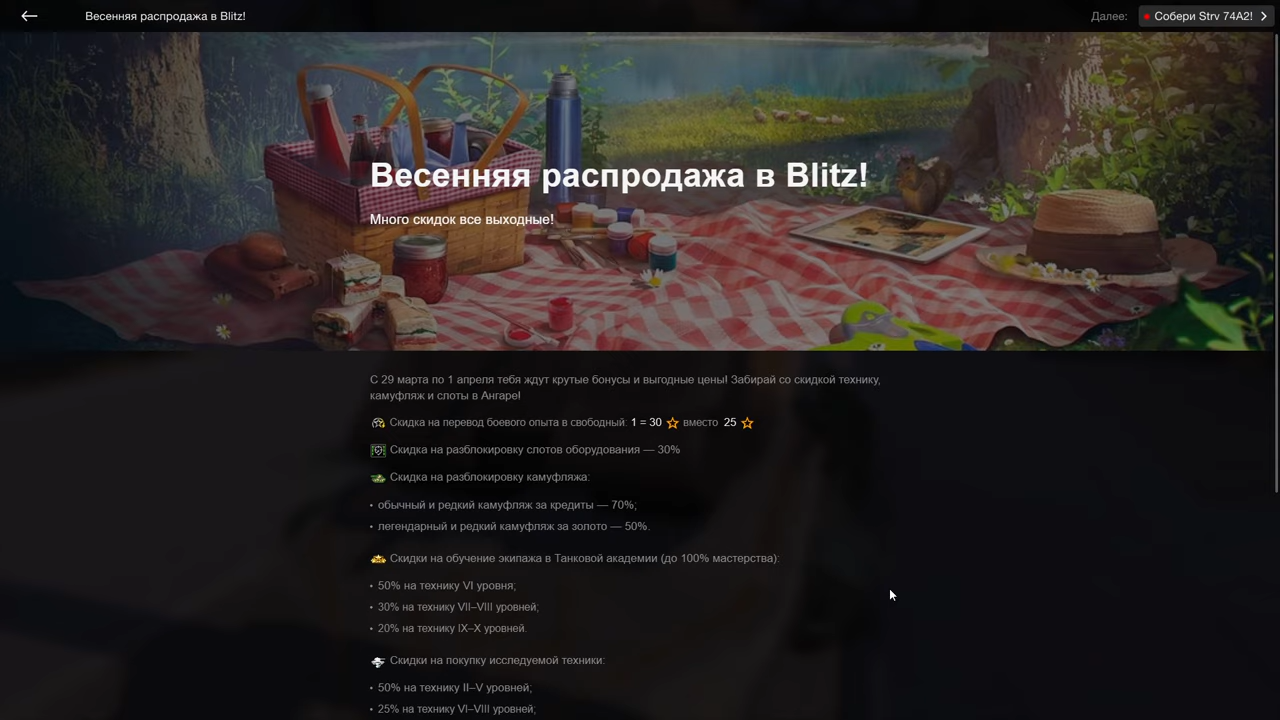 Весенняя распродажа в Blitz!
Далее:
Собери Strv 74A2!
Весенняя распродажа в Blitz!
Много скидок все выходные!
С 29 марта по 1 апреля тебя ждут крутые бонусы и выгодные цены! Забирай со скидкой технику,
камуфляж и слоты в Ангаре!
Скидка на перевод боевого опыта в свободный: 1 = 30 вместо 25
Скидка на разблокировку слотов оборудования — 30%
Скидка на разблокировку камуфляжа:
• обычный и редкий камуфляж за кредиты — 70%;
• легендарный и редкий камуфляж за золото — 50%.
Скидки на обучение экипажа в Танковой академии (до 100% мастерства):
• 50% на технику VI уровня;
• 30% на технику VII–VIII уровней;
• 20% на технику IX–X уровней.
Скидки на покупку исследуемой техники:
• 50% на технику II–V уровней;
• 25% на технику VI–VIII уровней;